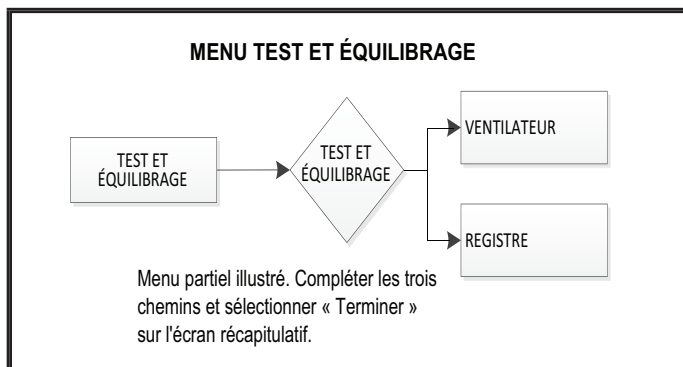 MENU TEST ET ÉQUILIBRAGE
TEST ET
ÉQUILIBRAGE
TEST ET
ÉQUILIBRAGE
VENTILATEUR
REGISTRE
Menu partiel illustré. Compléter les trois
chemins et sélectionner « Terminer »
sur l'écran récapitulatif.